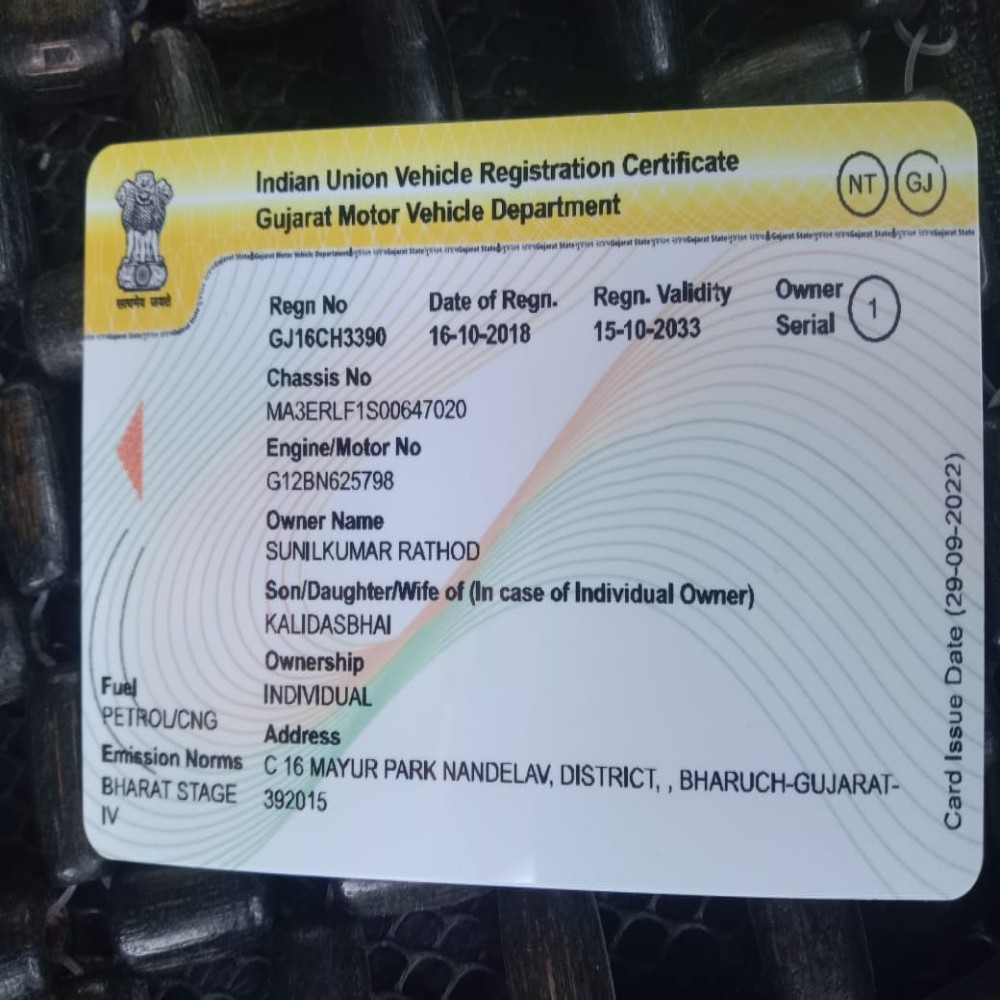 Indian Union Vehicle Registration Certificate
Gujarat Motor Vehicle Department
NT GJ
सत्यमेव जयते
Regn No Date of Regn. Regn. Validity Owner Serial 1
GJ16CH3390 16-10-2018 15-10-2033
Chassis No
MA3ERLF1S00647020
Engine/Motor No
G12BN625798
Owner Name
SUNILKUMAR RATHOD
Son/Daughter/Wife of (In case of Individual Owner)
KALIDASBHAI
Ownership
INDIVIDUAL
Fuel
PETROL/CNG
Emission Norms
BHARAT STAGE
IV
Address
C 16 MAYUR PARK NANDELAV, DISTRICT, , BHARUCH-GUJARAT-
392015
Card Issue Date (29-09-2022)